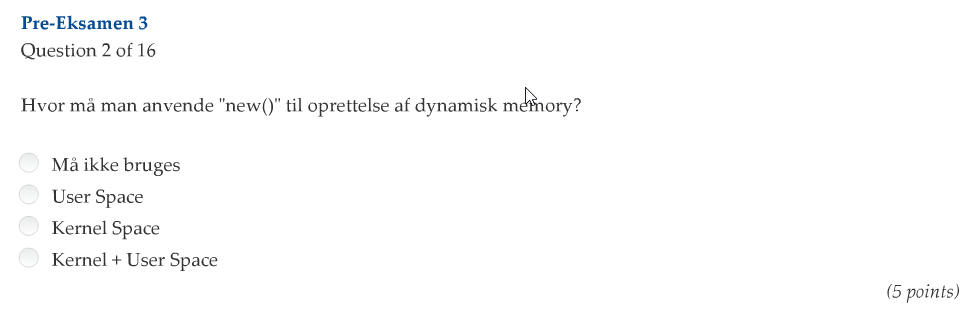 Pre-Eksamen 3
Question 2 of 16
Hvor må man anvende "new()" til oprettelse af dynamisk memory?
Må ikke bruges
User Space
Kernel Space
Kernel + User Space
(5 points)